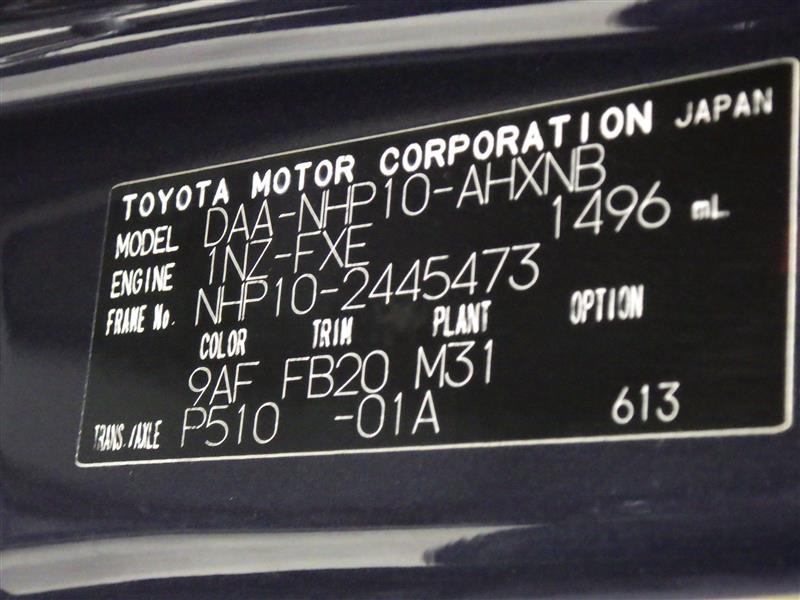 TOYOTA MOTOR CORPORATION JAPAN
MODEL DAA-NHP10-AHXNB
ENGINE 1NZ-FXE 1496 mL
FRAME No. NHP10-2445473
COLOR TRIM PLANT OPTION
9AF FB20 M31
TRANS./AXLE P510 -01A 613